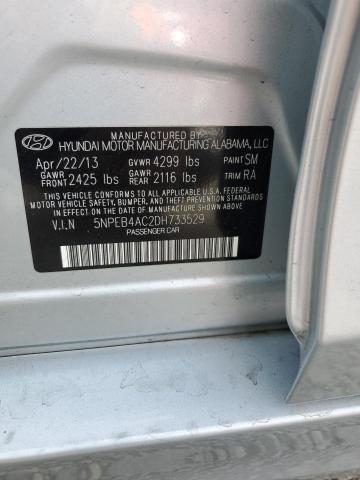 MANUFACTURED BY
HYUNDAI MOTOR MANUFACTURING ALABAMA, LLC
Apr/22/13 GVWR 4299 lbs PAINT SM
GAWR FRONT 2425 lbs GAWR REAR 2116 lbs TRIM RA
THIS VEHICLE CONFORMS TO ALL APPLICABLE U.S. FEDERAL
MOTOR VEHICLE SAFETY, BUMPER, AND THEFT PREVENTION
STANDARDS IN EFFECT ON THE DATE OF MANUFACTURE SHOWN ABOVE.
V.I.N 5NPEB4AC2DH733529
PASSENGER CAR